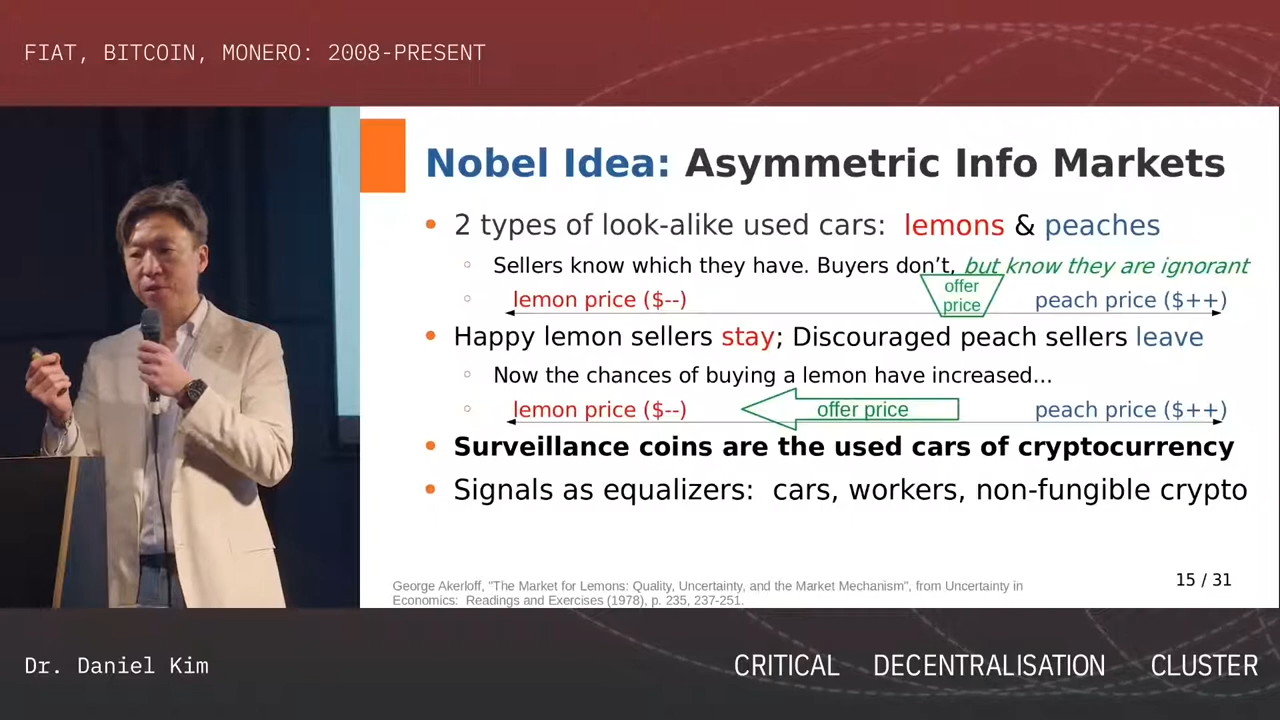 FIAT, BITCOIN, MONERO: 2008-PRESENT
Nobel Idea: Asymmetric Info Markets
• 2 types of look-alike used cars: lemons & peaches
◦ Sellers know which they have. Buyers don't, but know they are ignorant
◦ lemon price ($--) offer price peach price ($++)
• Happy lemon sellers stay; Discouraged peach sellers leave
◦ Now the chances of buying a lemon have increased...
◦ lemon price ($--) offer price peach price ($++)
• Surveillance coins are the used cars of cryptocurrency
• Signals as equalizers: cars, workers, non-fungible crypto
George Akerloff, "The Market for Lemons: Quality, Uncertainty, and the Market Mechanism", from Uncertainty in
Economics: Readings and Exercises (1978), p. 235, 237-251.
15 / 31
Dr. Daniel Kim
CRITICAL DECENTRALISATION CLUSTER